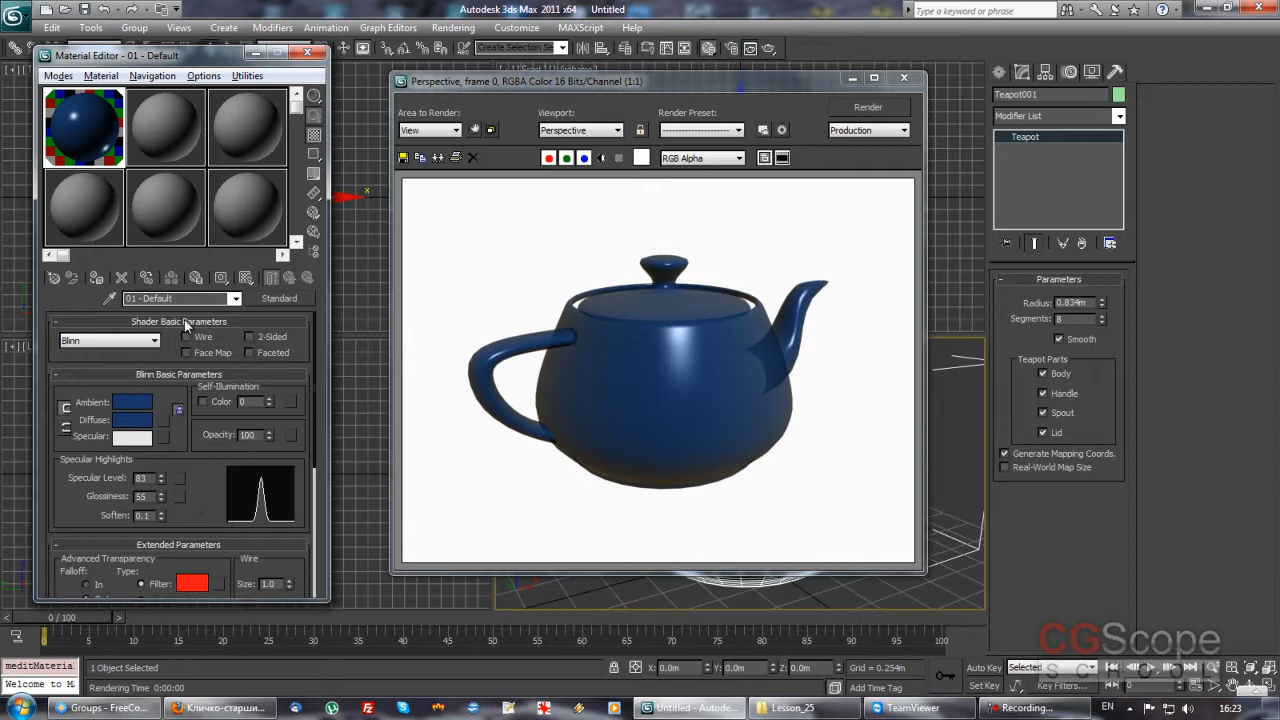 Autodesk 3ds Max 2011 x64 Untitled
Type a keyword or phrase
Edit Tools Group Views Create Modifiers Animation Graph Editors Rendering Customize MAXScript Help
Create Selection Se
Material Editor - 01 - Default
Modes Material Navigation Options Utilities
01 - Default Standard
- Shader Basic Parameters
Blinn Wire 2-Sided
Face Map Faceted
- Blinn Basic Parameters
Self-Illumination
Ambient: Color 0
Diffuse:
Specular: Opacity: 100
Specular Highlights
Specular Level: 83
Glossiness: 55
Soften: 0.1
- Extended Parameters
Advanced Transparency Wire
Falloff: Type:
In Filter: Size: 1.0
Perspective, frame 0, RGBA Color 16 Bits/Channel (1:1)
Area to Render: Viewport: Render Preset: Render
View Perspective Production
RGB Alpha
x
Teapot001
Modifier List
Teapot
- Parameters
Radius: 0.834m
Segments: 8
Smooth
Teapot Parts
Body
Handle
Spout
Lid
Generate Mapping Coords.
Real-World Map Size
0 / 100
0 5 10 15 20 25 30 35 40 45 50 55 60 65 70 75 80 85 90 95 100
meditMateria
Welcome to M
1 Object Selected X: 0.0m Y: 0.0m Z: 0.0m Grid = 0.254m Auto Key Selected
Rendering Time 0:00:00 Add Time Tag Set Key Key Filters... 0
CGScope
SCHOOL
Groups - FreeCo... Кличко-старши... Untitled - Autodes... Lesson_25 TeamViewer Recording... EN 16:23